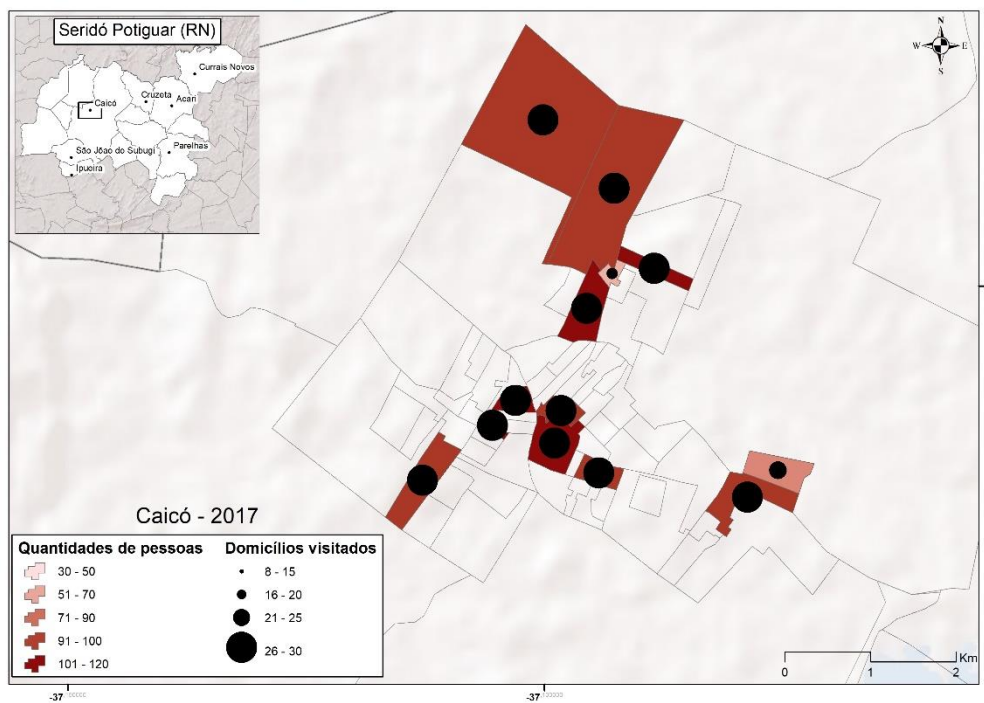 Seridó Potiguar (RN)
Currais Novos
Cruzeta
Acari
Caicó
São Jõao do Subugi
Parelhas
Ipueira
N
W
E
S
Caicó - 2017
Quantidades de pessoas
30 - 50
51 - 70
71 - 90
91 - 100
101 - 120
Domicílios visitados
8 - 15
16 - 20
21 - 25
26 - 30
0 1 2 Km
-37
-37